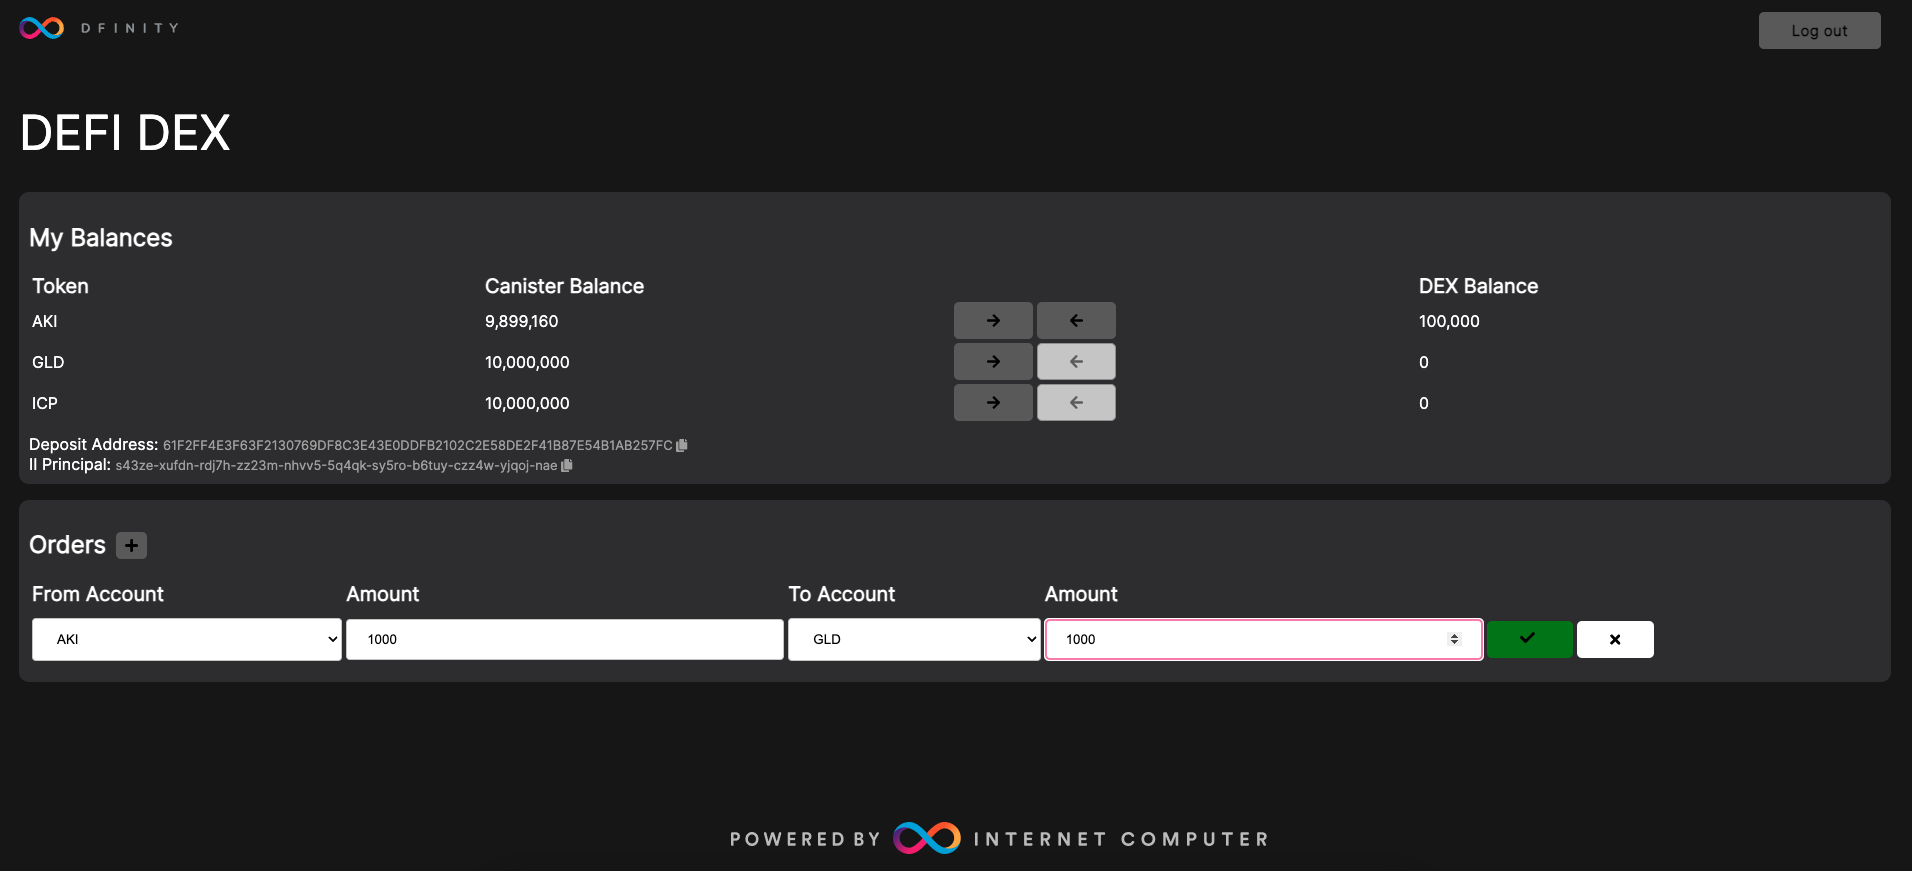 DFINITY
Log out
DEFI DEX
My Balances
Token Canister Balance DEX Balance
AKI 9,899,160 100,000
GLD 10,000,000 0
ICP 10,000,000 0
Deposit Address: 61F2FF4E3F63F2130769DF8C3E43E0DDFB2102C2E58DE2F41B87E54B1AB257FC
II Principal: s43ze-xufdn-rdj7h-zz23m-nhvv5-5q4qk-sy5ro-b6tuy-czz4w-yjqoj-nae
Orders
From Account Amount To Account Amount
AKI 1000 GLD 1000
POWERED BY INTERNET COMPUTER